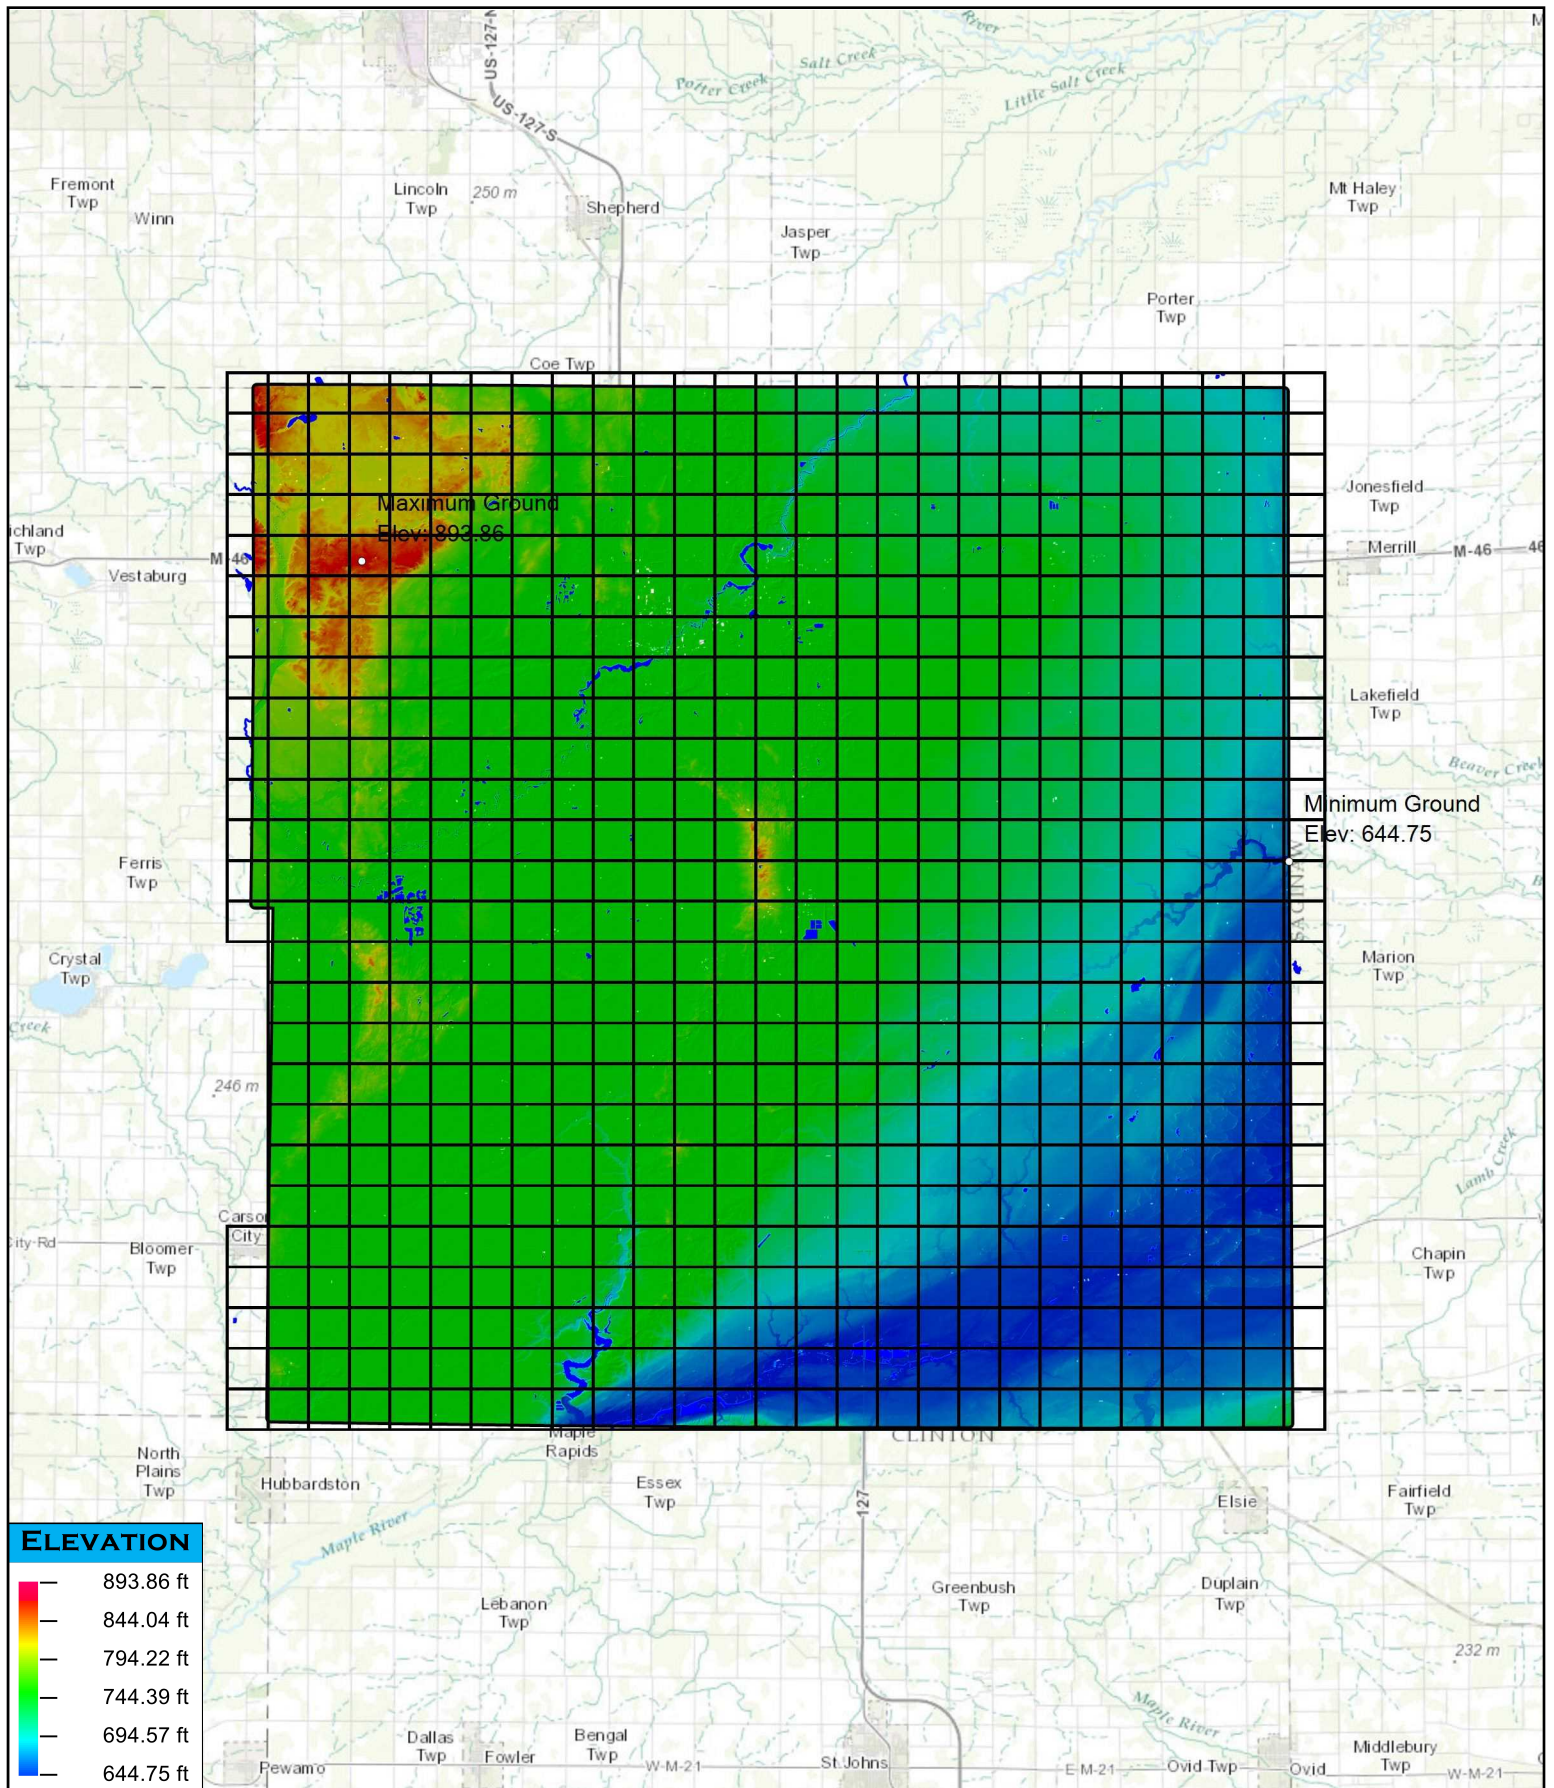 River
US-127-N
Salt Creek
Potter Creek
Little Salt Creek
US-127-S
Fremont
Twp
Winn
Lincoln
Twp
250 m
Shepherd
Mt Haley
Twp
Jasper
Twp
Porter
Twp
Coe Twp
Maximum Ground
Elev: 893.86
Jonesfield
Twp
ichland
Twp
M-46
Merrill
M-46
46
Vestaburg
Lakefield
Twp
Beaver Creek
Minimum Ground
Elev: 644.75
SAGINAW
Ferris
Twp
Crystal
Twp
Marion
Twp
Creek
246 m
Lamb Creek
Carson
City
City-Rd
Bloomer
Twp
Chapin
Twp
Maple
Rapids
CLINTON
North
Plains
Twp
Hubbardston
Essex
Twp
127
Elsie
Fairfield
Twp
Maple River
ELEVATION
893.86 ft
844.04 ft
794.22 ft
744.39 ft
694.57 ft
644.75 ft
Lebanon
Twp
Greenbush
Twp
Duplain
Twp
232 m
Maple River
Dallas
Twp
Fowler
Bengal
Twp
W-M-21
St Johns
E M-21
Ovid Twp
Ovid
Middlebury
Twp
W-M-21
Pewamo